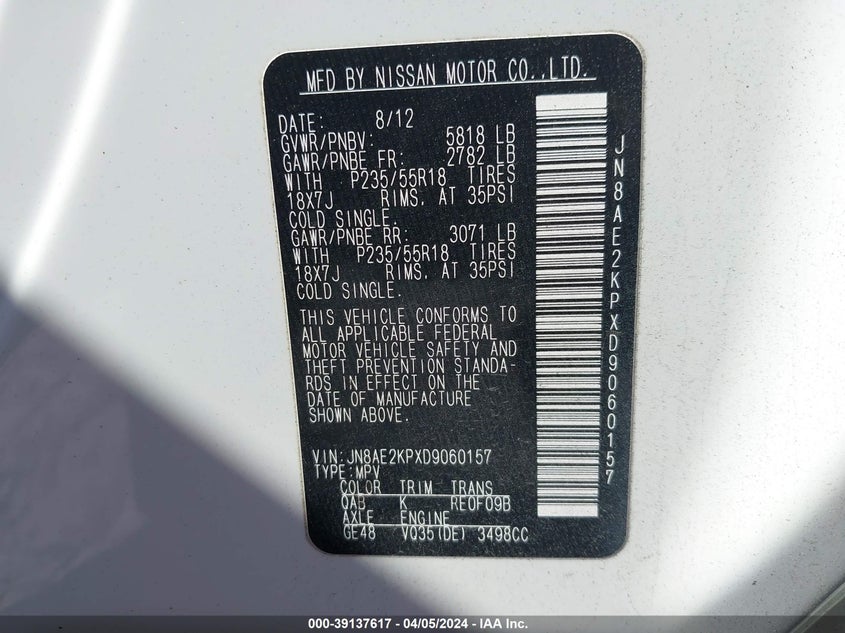 MFD BY NISSAN MOTOR CO.,LTD.
DATE: 8/12
GVWR/PNBV: 5818 LB
GAWR/PNBE FR: 2782 LB
WITH P235/55R18 TIRES
18X7J RIMS. AT 35PSI
COLD SINGLE.
GAWR/PNBE RR: 3071 LB
WITH P235/55R18 TIRES
18X7J RIMS. AT 35PSI
COLD SINGLE.
THIS VEHICLE CONFORMS TO
ALL APPLICABLE FEDERAL
MOTOR VEHICLE SAFETY AND
THEFT PREVENTION STANDA-
RDS IN EFFECT ON THE
DATE OF MANUFACTURE
SHOWN ABOVE.
VIN:JN8AE2KPXD9060157
TYPE:MPV
COLOR TRIM TRANS
QAB K RE0F09B
AXLE ENGINE
GE48 VQ35(DE) 3498CC
JN8AE2KPXD9060157
000-39137617 - 04/05/2024 - IAA Inc.